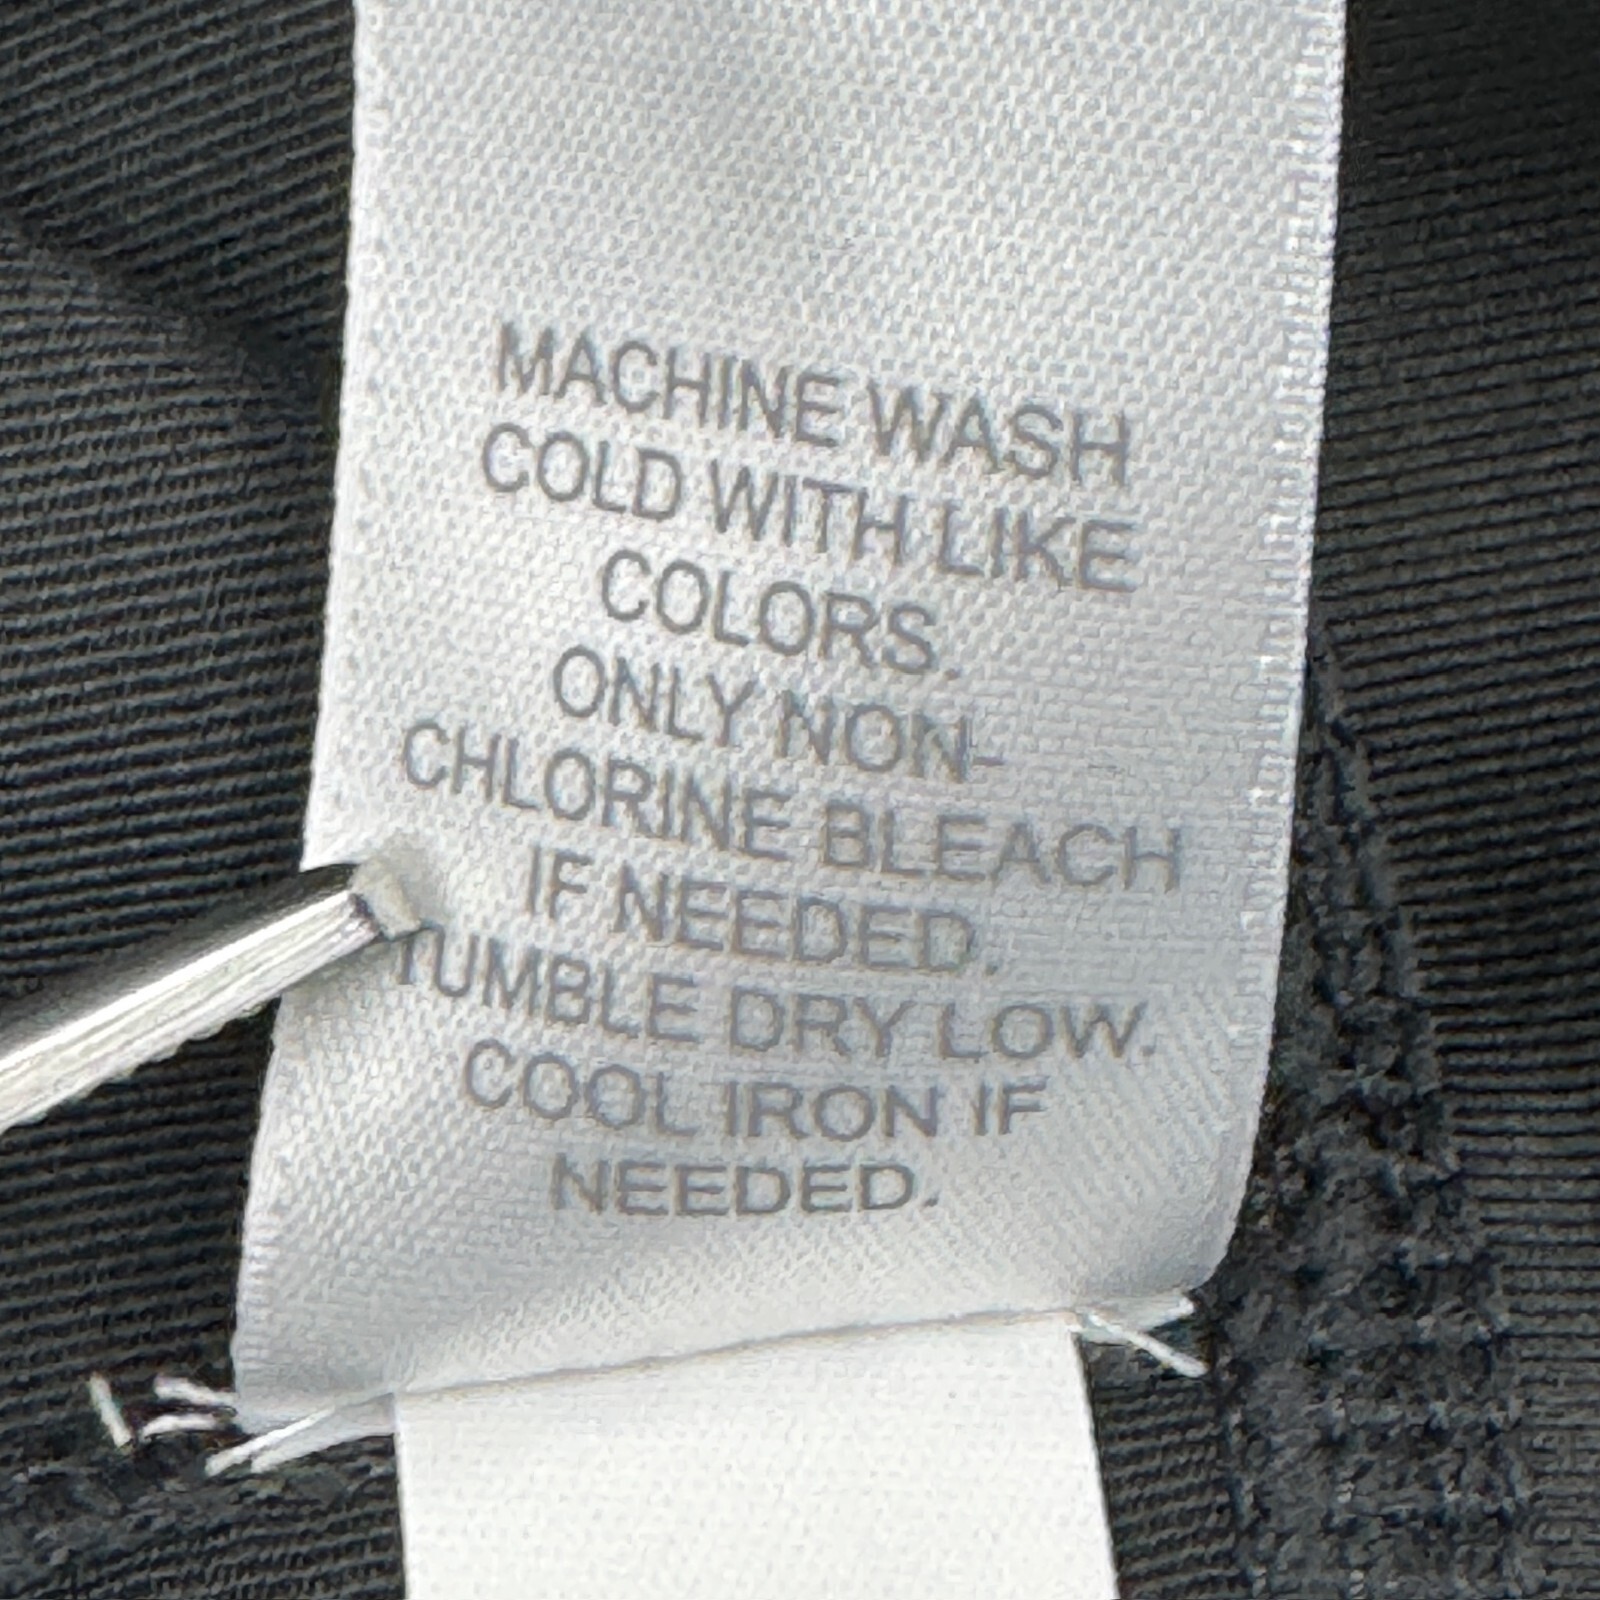 MACHINE WASH
COLD WITH LIKE
COLORS.
ONLY NON-
CHLORINE BLEACH
IF NEEDED.
TUMBLE DRY LOW.
COOL IRON IF
NEEDED.